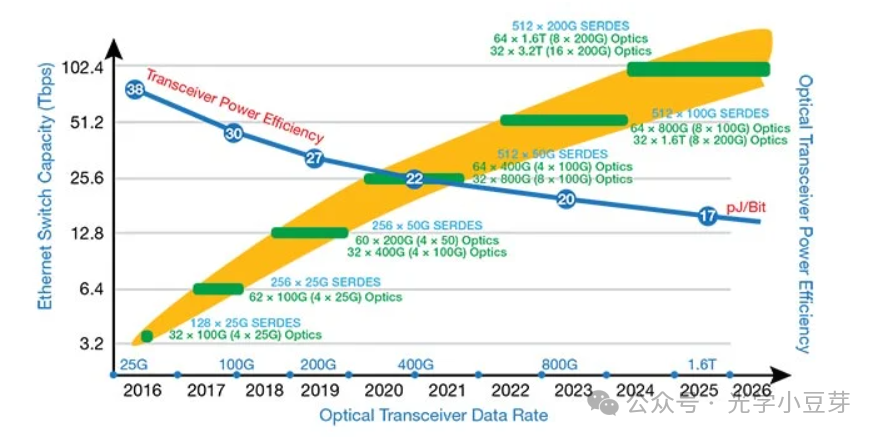 512 × 200G SERDES
64 × 1.6T (8 × 200G) Optics
32 × 3.2T (16 × 200G) Optics
Ethernet Switch Capacity (Tbps)
102.4
51.2
25.6
12.8
6.4
3.2
Transceiver Power Efficiency
38
30
27
22
20
17
pJ/Bit
512 × 100G SERDES
64 × 800G (8 × 100G) Optics
32 × 1.6T (8 × 200G) Optics
512 × 50G SERDES
64 × 400G (4 × 100G) Optics
32 × 800G (8 × 100G) Optics
256 × 50G SERDES
60 × 200G (4 × 50) Optics
32 × 400G (4 × 100G) Optics
256 × 25G SERDES
62 × 100G (4 × 25G) Optics
128 × 25G SERDES
32 × 100G (4 × 25G) Optics
Optical Transceiver Power Efficiency
25G 100G 200G 400G 800G 1.6T
2016 2017 2018 2019 2020 2021 2022 2023 2024 2025 2026
Optical Transceiver Data Rate
公众号 · 光学小豆芽